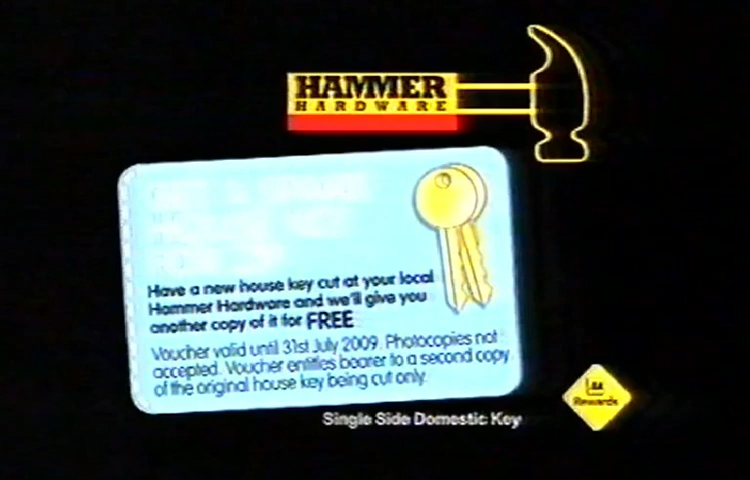 HAMMER
HARDWARE
Have a new house key cut at your local
Hammer Hardware and we'll give you
another copy of it for FREE
Voucher valid until 31st July 2009. Photocopies not
accepted. Voucher entitles bearer to a second copy
of the original house key being cut only.
Single Side Domestic Key
Rewards